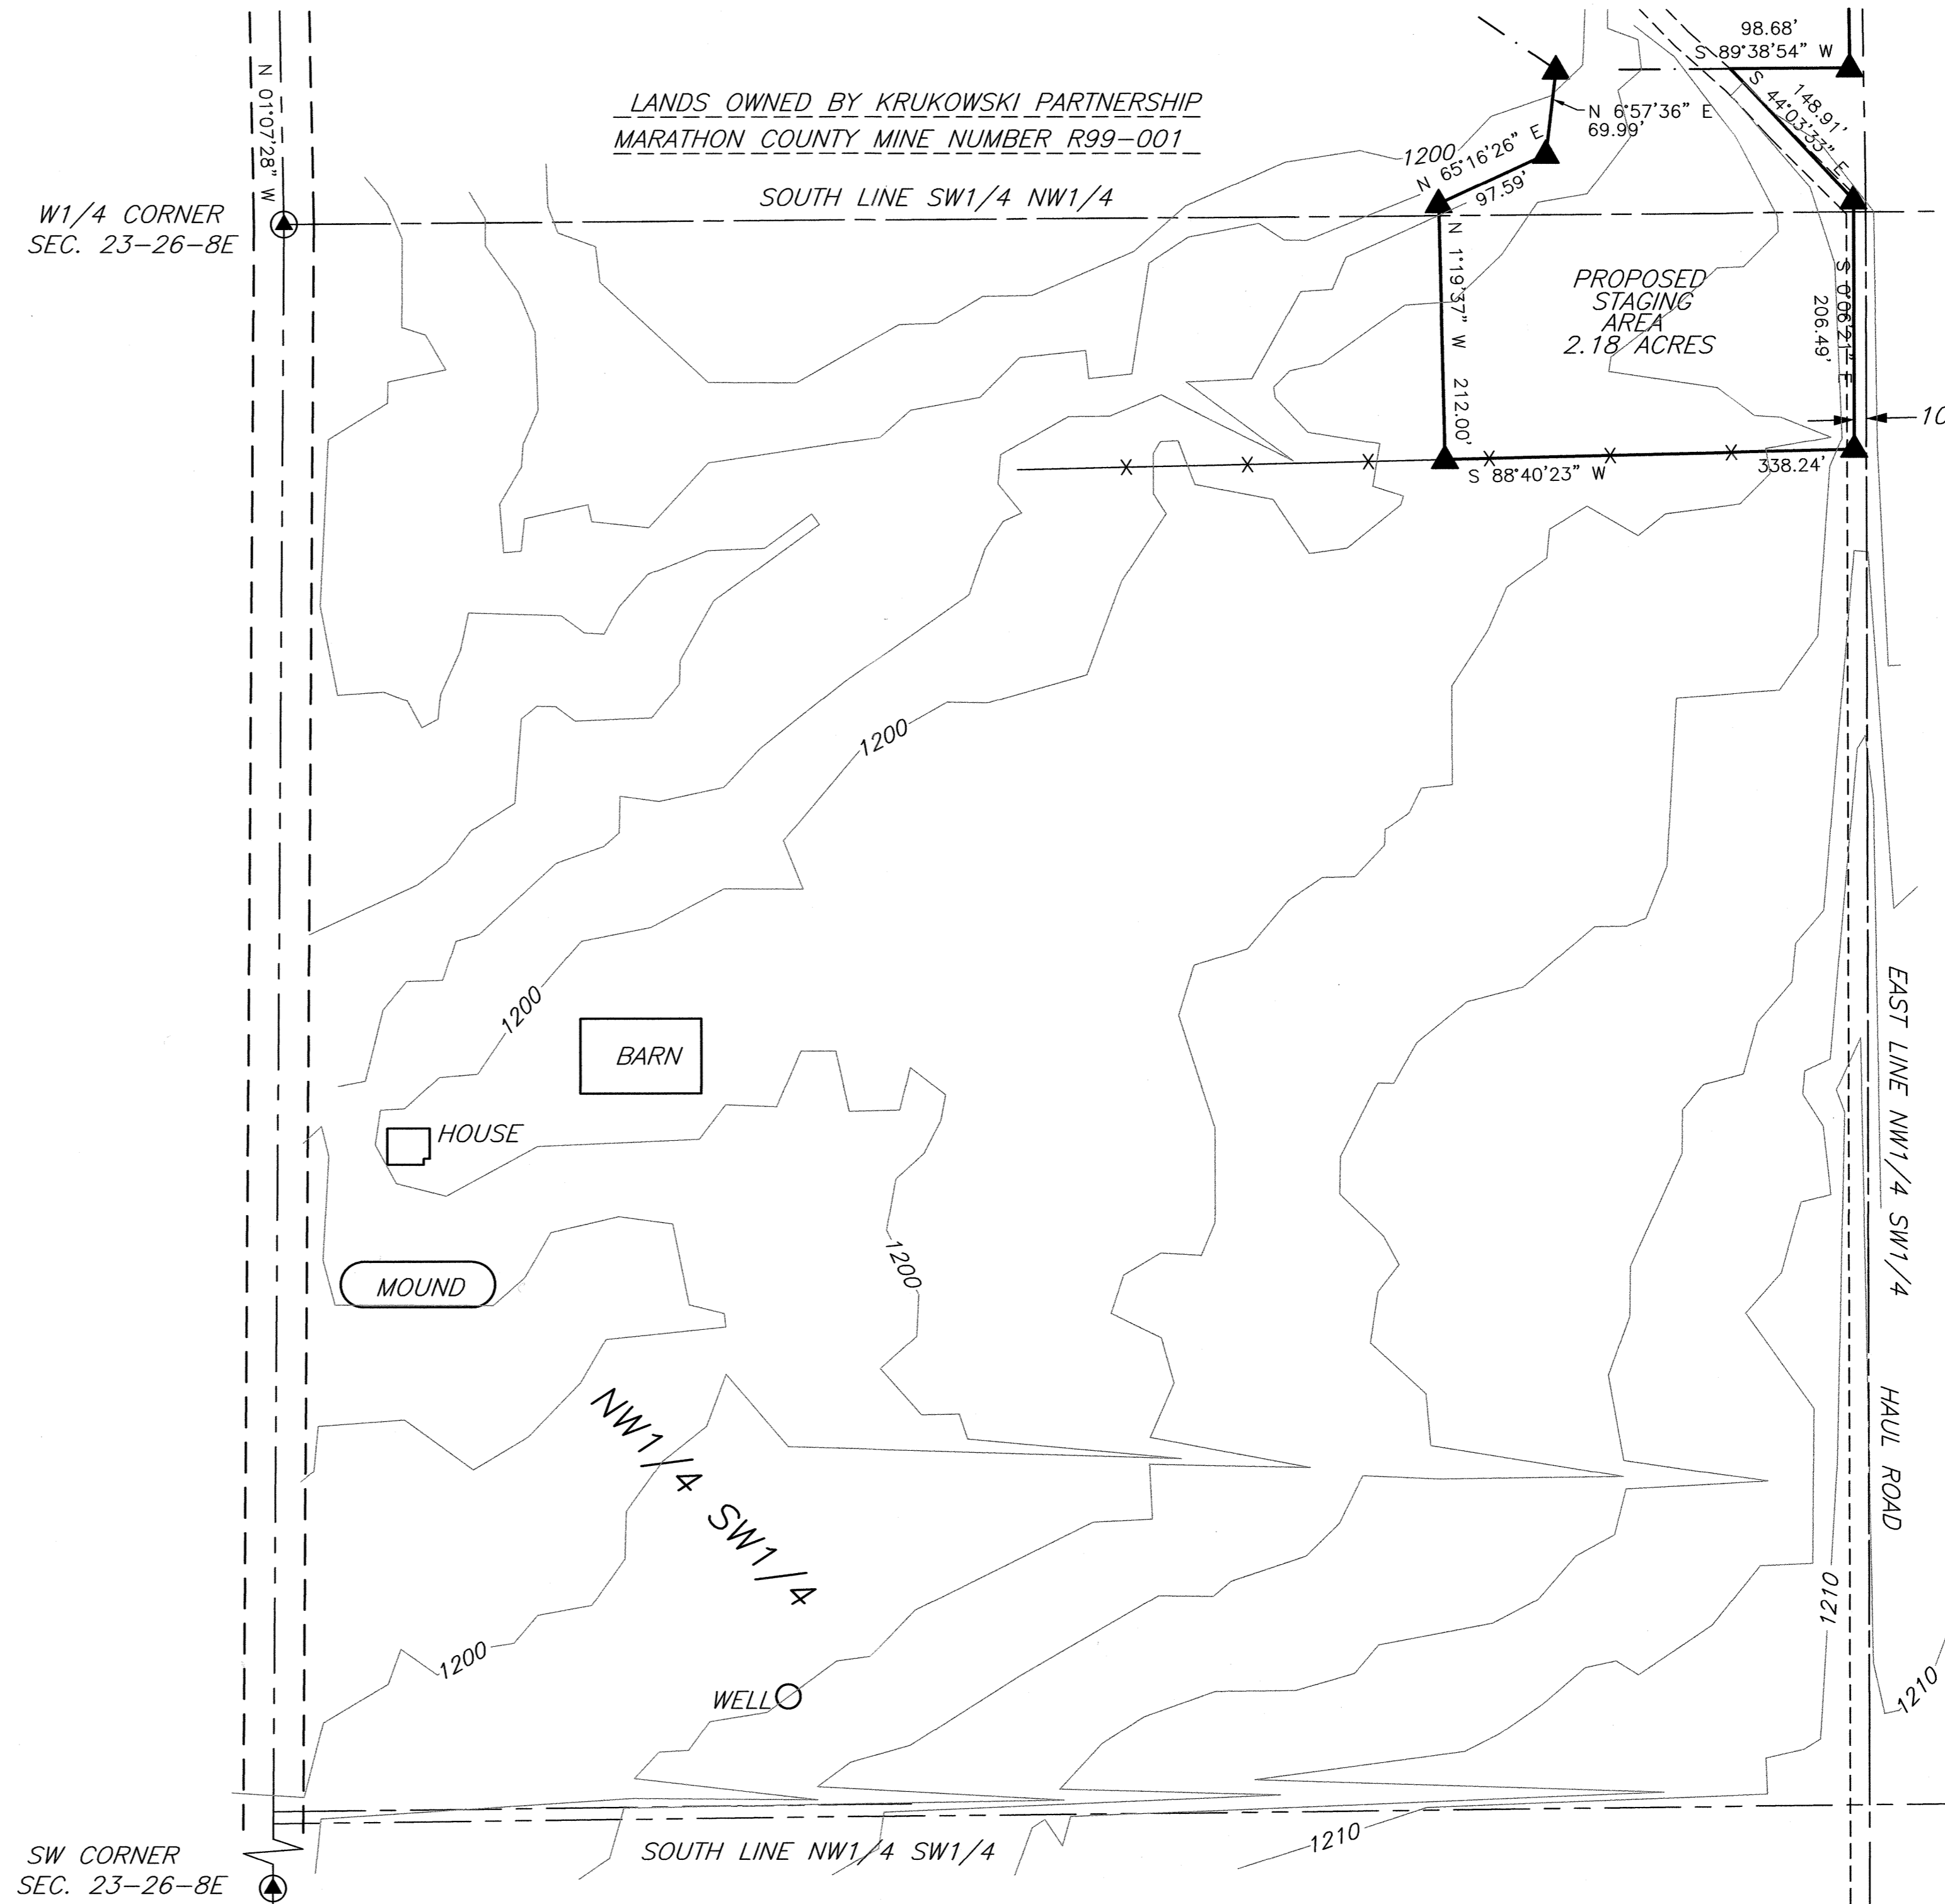 98.68'
S 89°38'54" W
N 01°07'28" W
LANDS OWNED BY KRUKOWSKI PARTNERSHIP
MARATHON COUNTY MINE NUMBER R99-001
N 6°57'36" E
69.99'
148.91'
S 44°03'33" E
1200
N 65°16'26" E
97.59'
SOUTH LINE SW1/4 NW1/4
W1/4 CORNER
SEC. 23-26-8E
N 1°19'37" W 212.00'
PROPOSED
STAGING
AREA
2.18 ACRES
S 0°06'21" E
206.49'
10
S 88°40'23" W
338.24'
1200
1200
BARN
HOUSE
EAST LINE NW1/4 SW1/4
1200
MOUND
NW1/4 SW1/4
HAUL ROAD
1210
1200
WELL
1210
1210
SOUTH LINE NW1/4 SW1/4
SW CORNER
SEC. 23-26-8E